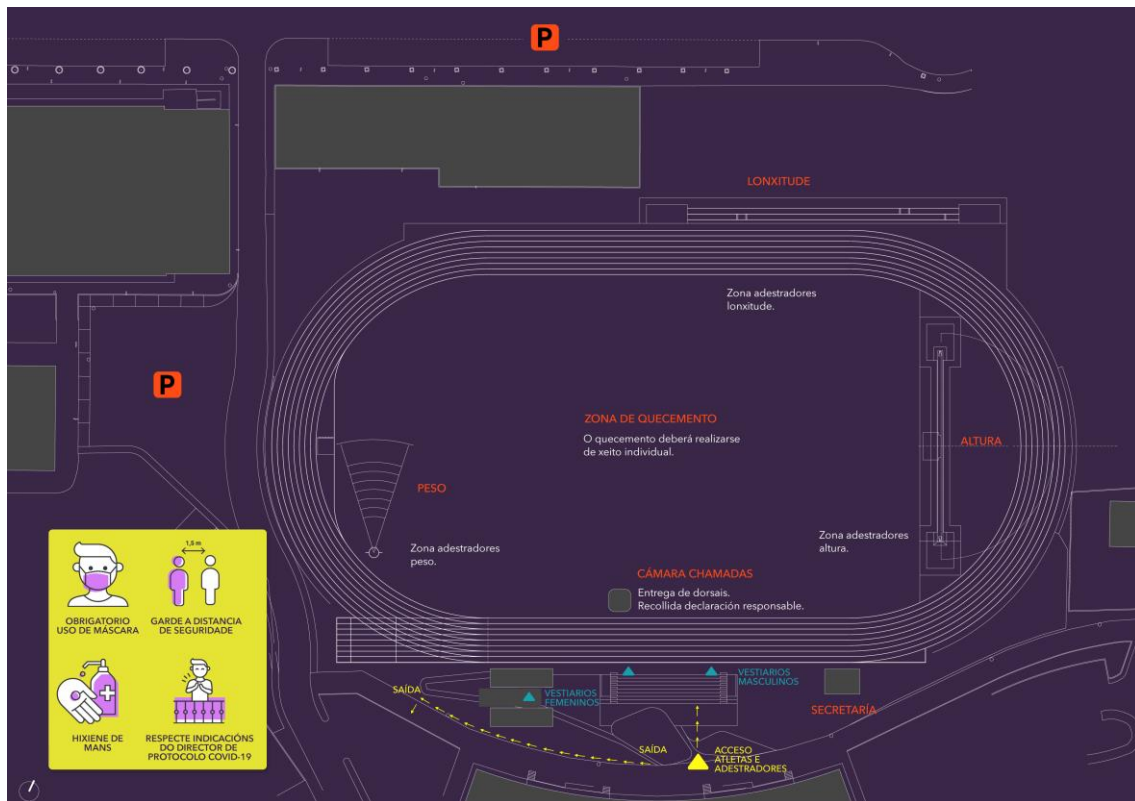 P
LONXITUDE
Zona adestradores
lonxitude.
P
ZONA DE QUECEMENTO
O quecemento deberá realizarse
de xeito individual.
ALTURA
PESO
Zona adestradores
peso.
Zona adestradores
altura.
CÁMARA CHAMADAS
Entrega de dorsais.
Recollida declaración responsable.
1,5 m
OBRIGATORIO
USO DE MÁSCARA
GARDE A DISTANCIA
DE SEGURIDADE
HIXIENE DE
MANS
RESPECTE INDICACIÓNS
DO DIRECTOR DE
PROTOCOLO COVID-19
SAÍDA
VESTIARIOS
FEMENINOS
VESTIARIOS
MASCULINOS
SECRETARÍA
SAÍDA
ACCESO
ATLETAS E
ADESTRADORES